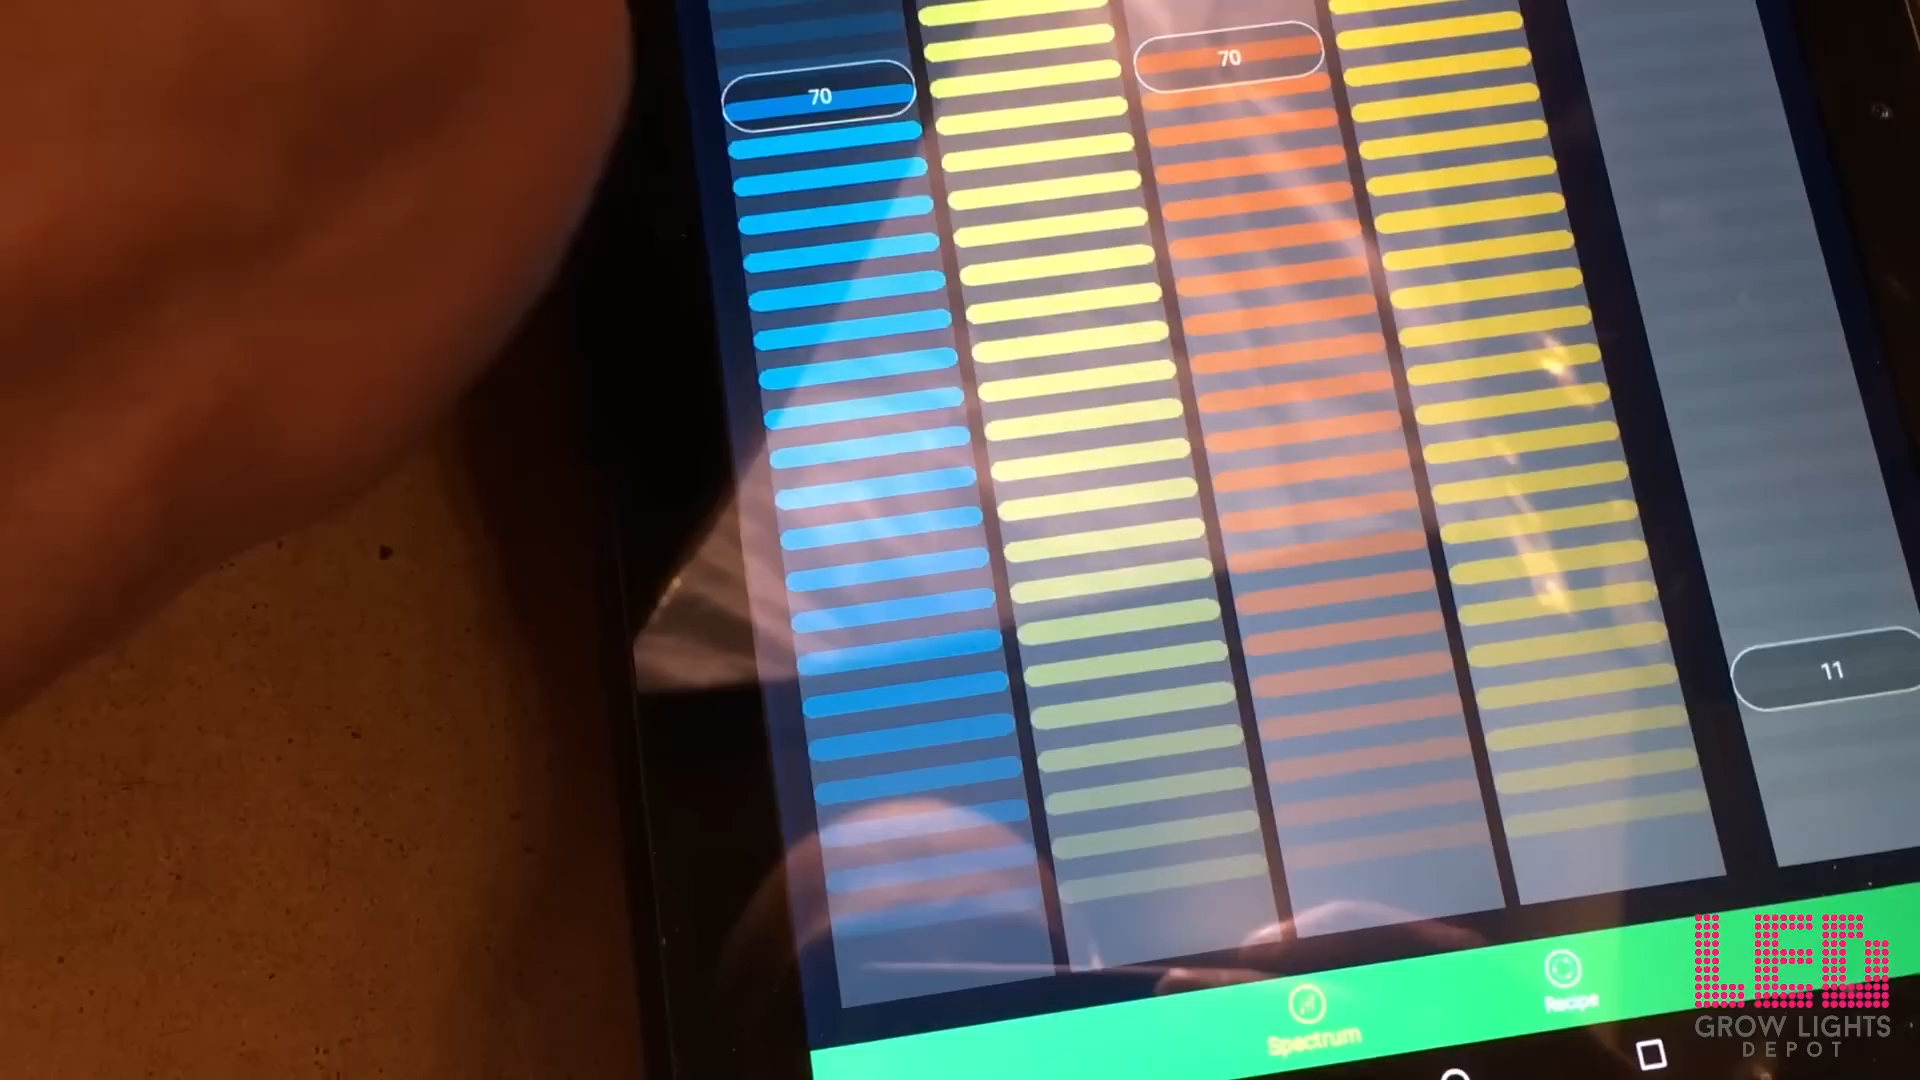 70
70
11
Spectrum
Recipe
LED
GROW LIGHTS
DEPOT